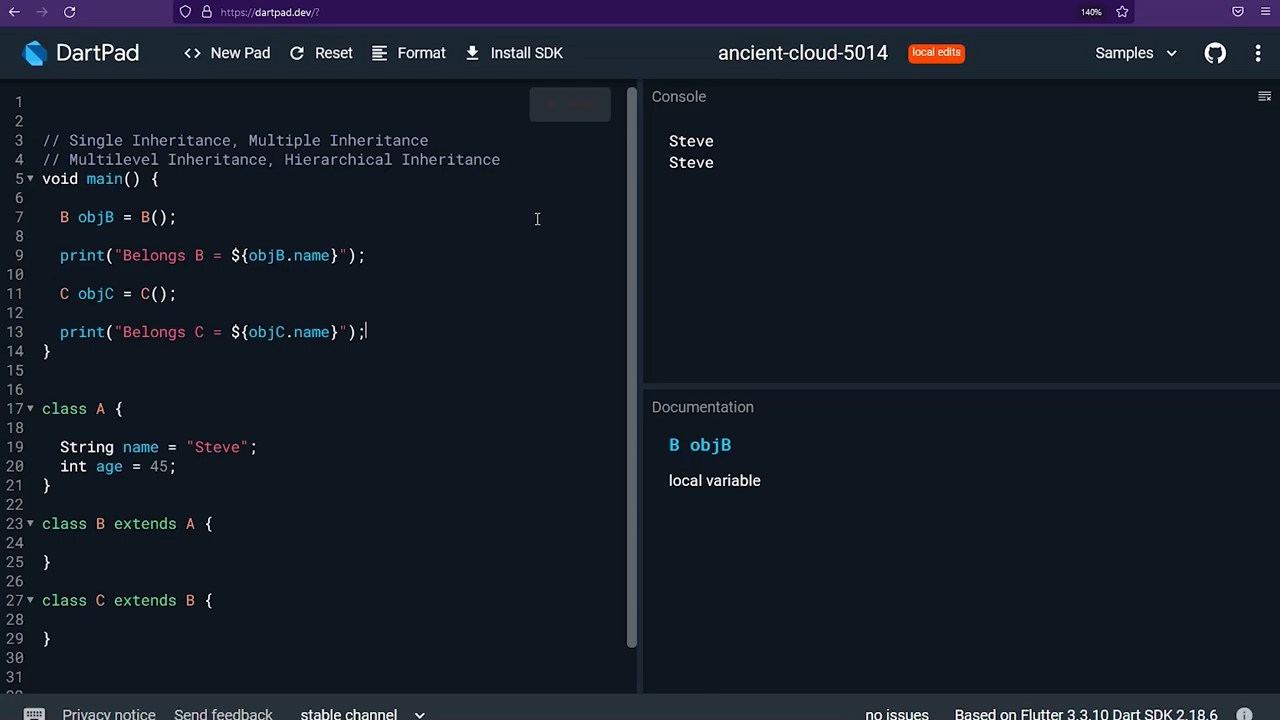 https://dartpad.dev/?
140%
DartPad
New Pad
Reset
Format
Install SDK
ancient-cloud-5014
local edits
Samples
1
2
3 // Single Inheritance, Multiple Inheritance
4 // Multilevel Inheritance, Hierarchical Inheritance
5 void main() {
6
7 B objB = B();
8
9 print("Belongs B = ${objB.name}");
10
11 C objC = C();
12
13 print("Belongs C = ${objC.name}");
14 }
15
16
17 class A {
18
19 String name = "Steve";
20 int age = 45;
21 }
22
23 class B extends A {
24
25 }
26
27 class C extends B {
28
29 }
30
31
Console
Steve
Steve
Documentation
B objB
local variable
Privacy notice
Send feedback
stable channel
no issues
Based on Flutter 3.3.10 Dart SDK 2.18.6